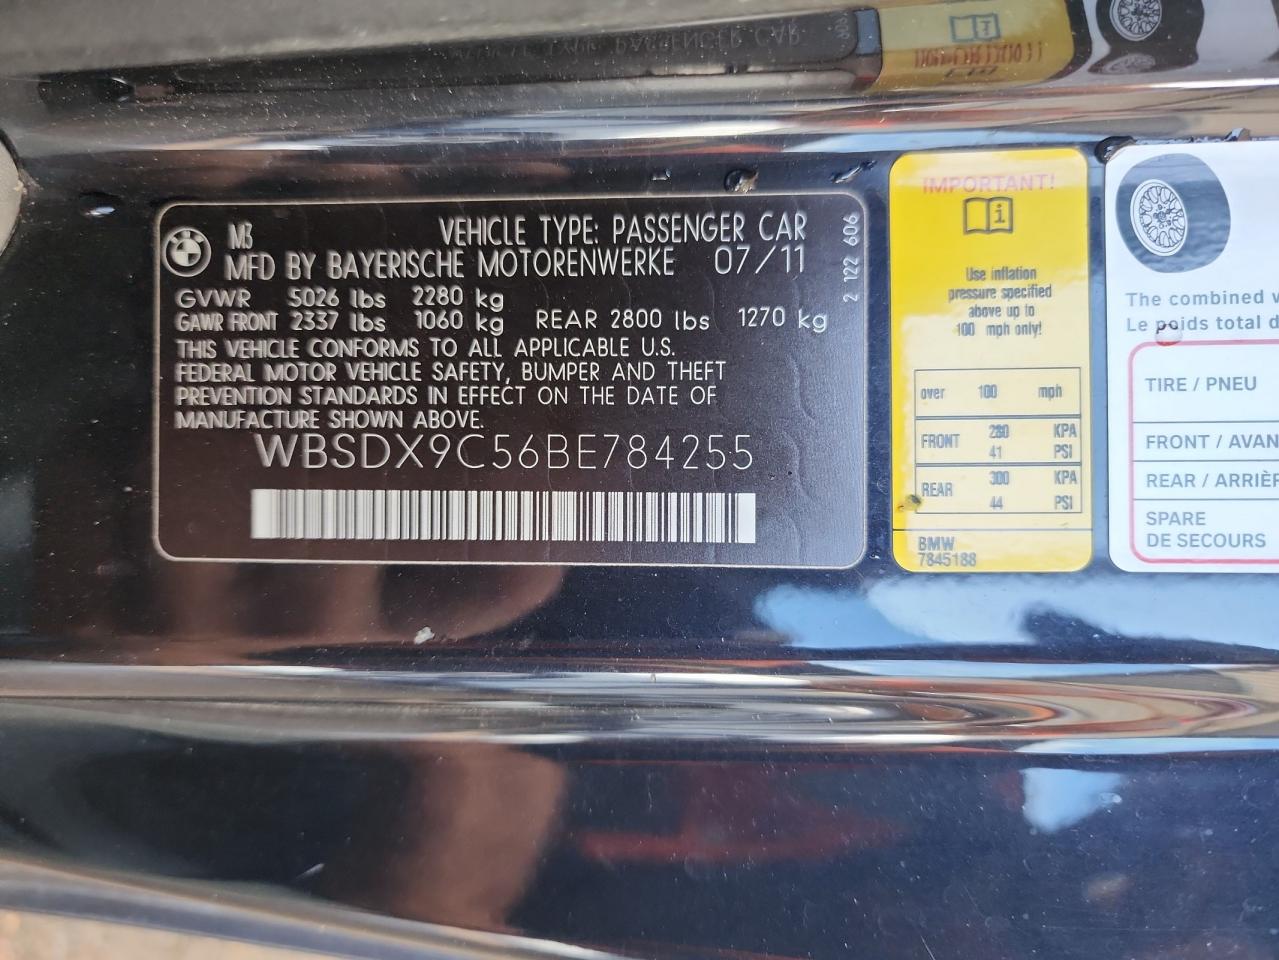 M3
VEHICLE TYPE: PASSENGER CAR
MFD BY BAYERISCHE MOTORENWERKE 07/11
GVWR 5026 lbs 2280 kg
GAWR FRONT 2337 lbs 1060 kg REAR 2800 lbs 1270 kg
THIS VEHICLE CONFORMS TO ALL APPLICABLE U.S.
FEDERAL MOTOR VEHICLE SAFETY, BUMPER AND THEFT
PREVENTION STANDARDS IN EFFECT ON THE DATE OF
MANUFACTURE SHOWN ABOVE.
WBSDX9C56BE784255
2 122 606
IMPORTANT!
Use inflation
pressure specified
above up to
100 mph only!
over 100 mph
FRONT 280 KPA
41 PSI
REAR 300 KPA
44 PSI
BMW
7845188
The combined
Le poids total
TIRE / PNEU
FRONT / AVAN
REAR / ARRIÈR
SPARE
DE SECOURS